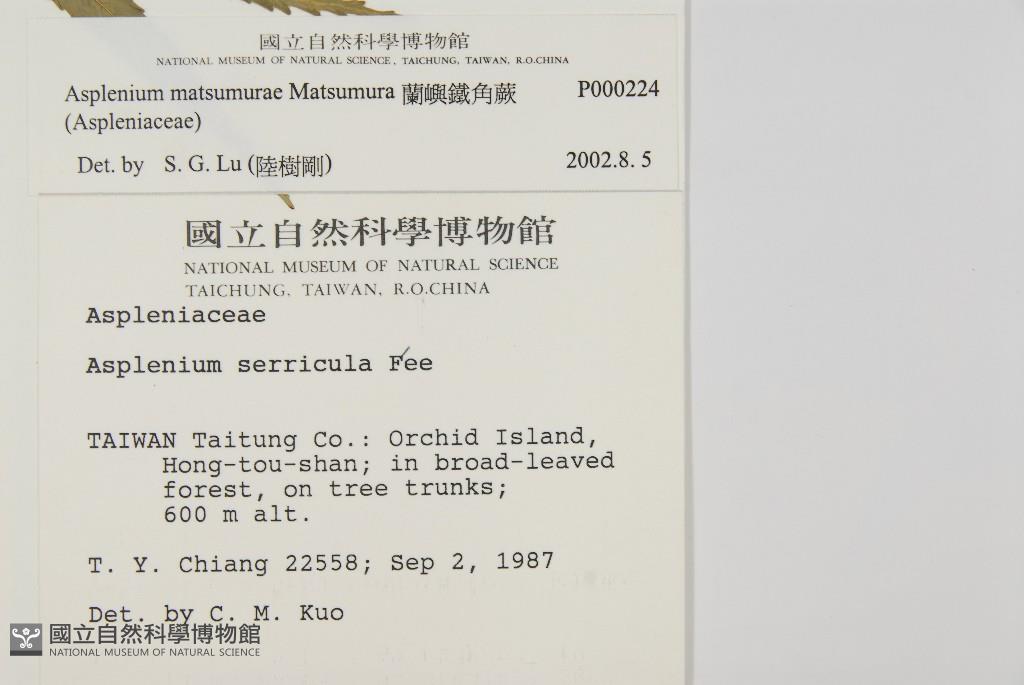 國立自然科學博物館
NATIONAL MUSEUM OF NATURAL SCIENCE, TAICHUNG, TAIWAN, R.O.CHINA
Asplenium matsumurae Matsumura 蘭嶼鐵角蕨 P000224
(Aspleniaceae)
Det. by S. G. Lu (陸樹剛) 2002.8. 5
國立自然科學博物館
NATIONAL MUSEUM OF NATURAL SCIENCE
TAICHUNG, TAIWAN, R.O.CHINA
Aspleniaceae
Asplenium serricula Fee
TAIWAN Taitung Co.: Orchid Island,
Hong-tou-shan; in broad-leaved
forest, on tree trunks;
600 m alt.
T. Y. Chiang 22558; Sep 2, 1987
Det. by C. M. Kuo
國立自然科學博物館
NATIONAL MUSEUM OF NATURAL SCIENCE